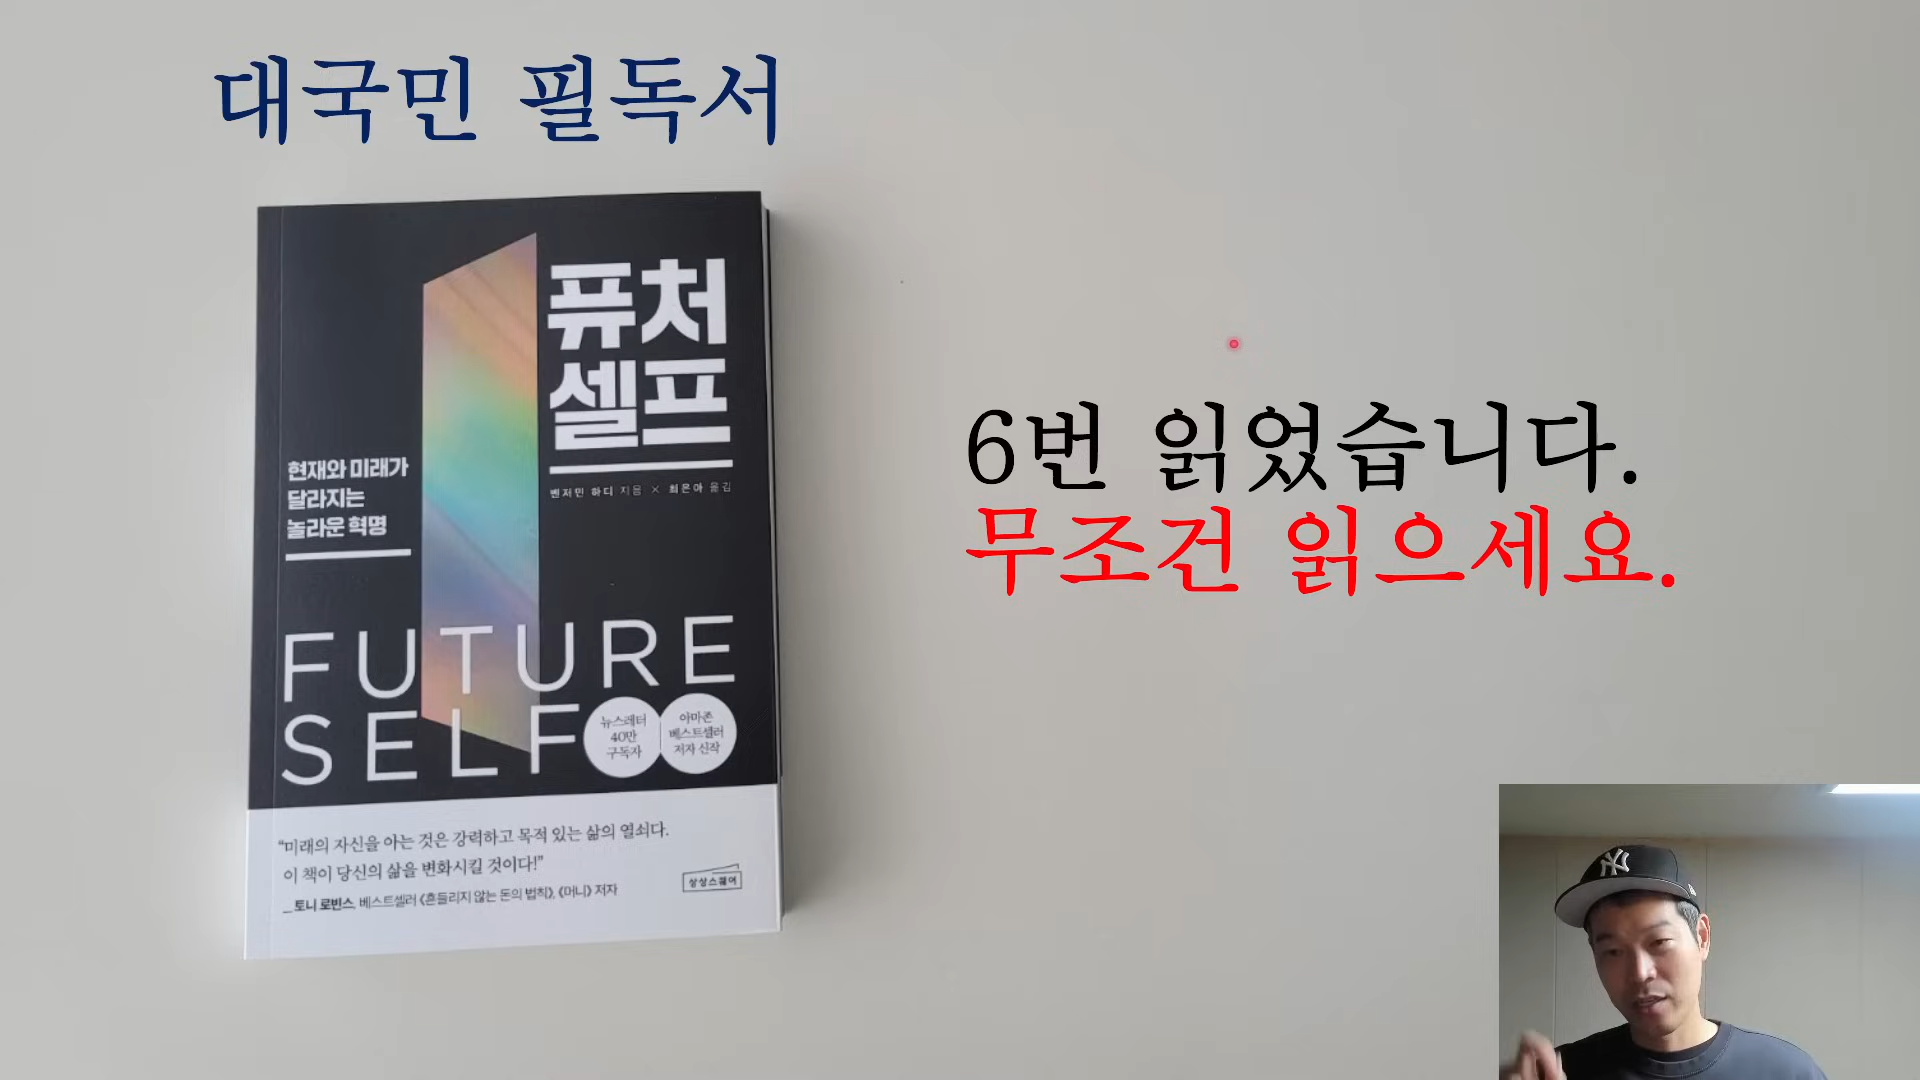 대국민 필독서
퓨처
셀프
벤저민 하디 지음 × 최은아 옮김
현재와 미래가
달라지는
놀라운 혁명
FUTURE
SELF
뉴스레터
40만
구독자
아마존
베스트셀러
저자 신작
“미래의 자신을 아는 것은 강력하고 목적 있는 삶의 열쇠다.
이 책이 당신의 삶을 변화시킬 것이다!”
_토니 로빈스, 베스트셀러 《흔들리지 않는 돈의 법칙》, 《머니》 저자
상상스퀘어
6번 읽었습니다.
무조건 읽으세요.
NY